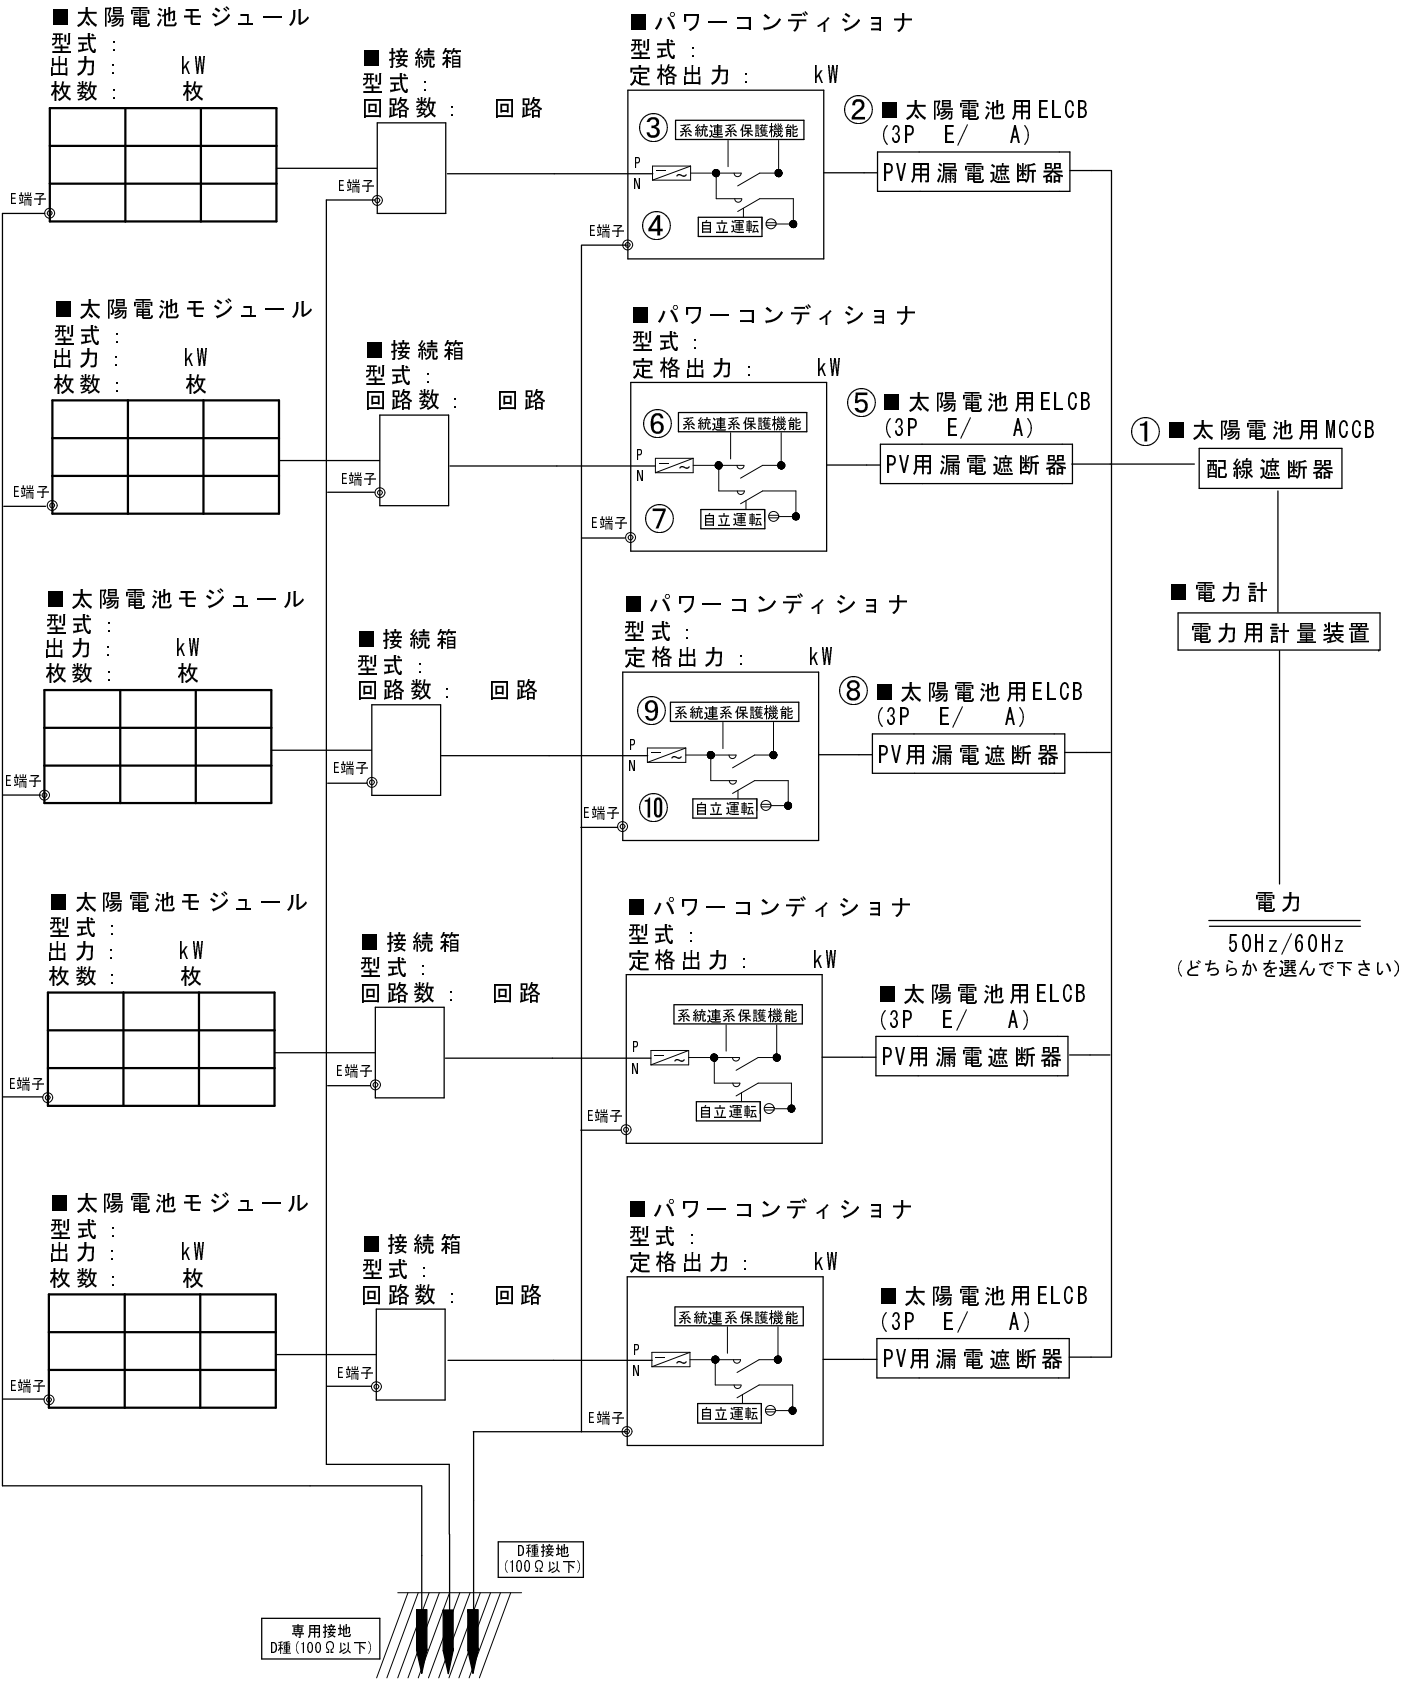 ■太陽電池モジュール
型式：
出力： kW
枚数： 枚
E端子
■接続箱
型式：
回路数： 回路
E端子
■パワーコンディショナ
型式：
定格出力： kW
③ 系統連系保護機能
P
N
④ 自立運転
E端子
② ■太陽電池用ELCB
(3P E/ A)
PV用漏電遮断器
■太陽電池モジュール
型式：
出力： kW
枚数： 枚
E端子
■接続箱
型式：
回路数： 回路
E端子
■パワーコンディショナ
型式：
定格出力： kW
⑥ 系統連系保護機能
P
N
⑦ 自立運転
E端子
⑤ ■太陽電池用ELCB
(3P E/ A)
PV用漏電遮断器
① ■太陽電池用MCCB
配線遮断器
■電力計
電力用計量装置
電力
50Hz/60Hz
(どちらかを選んで下さい)
■太陽電池モジュール
型式：
出力： kW
枚数： 枚
E端子
■接続箱
型式：
回路数： 回路
E端子
■パワーコンディショナ
型式：
定格出力： kW
⑨ 系統連系保護機能
P
N
⑩ 自立運転
E端子
⑧ ■太陽電池用ELCB
(3P E/ A)
PV用漏電遮断器
■太陽電池モジュール
型式：
出力： kW
枚数： 枚
E端子
■接続箱
型式：
回路数： 回路
E端子
■パワーコンディショナ
型式：
定格出力： kW
系統連系保護機能
P
N
自立運転
E端子
■太陽電池用ELCB
(3P E/ A)
PV用漏電遮断器
■太陽電池モジュール
型式：
出力： kW
枚数： 枚
E端子
■接続箱
型式：
回路数： 回路
E端子
■パワーコンディショナ
型式：
定格出力： kW
系統連系保護機能
P
N
自立運転
E端子
■太陽電池用ELCB
(3P E/ A)
PV用漏電遮断器
D種接地
(100Ω以下)
専用接地
D種(100Ω以下)